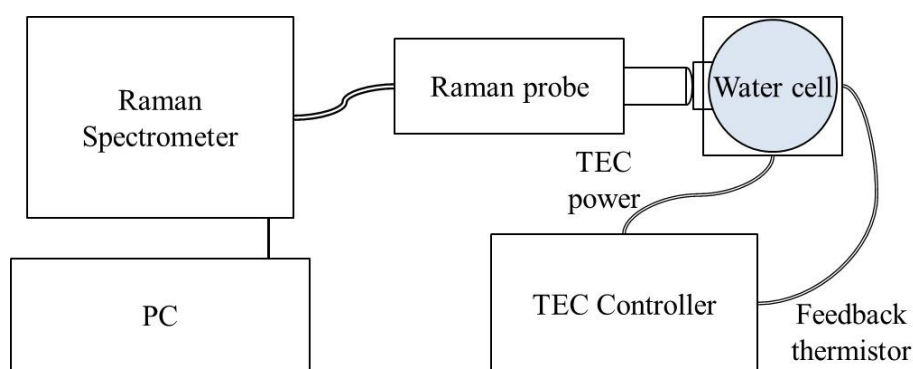 Raman
Spectrometer
Raman probe
Water cell
TEC
power
PC
TEC Controller
Feedback
thermistor